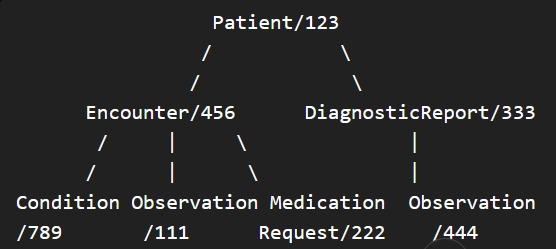 Patient/123
/ \
/ \
Encounter/456 DiagnosticReport/333
/ | \ |
/ | \ |
Condition Observation Medication Observation
/789 /111 Request/222 /444